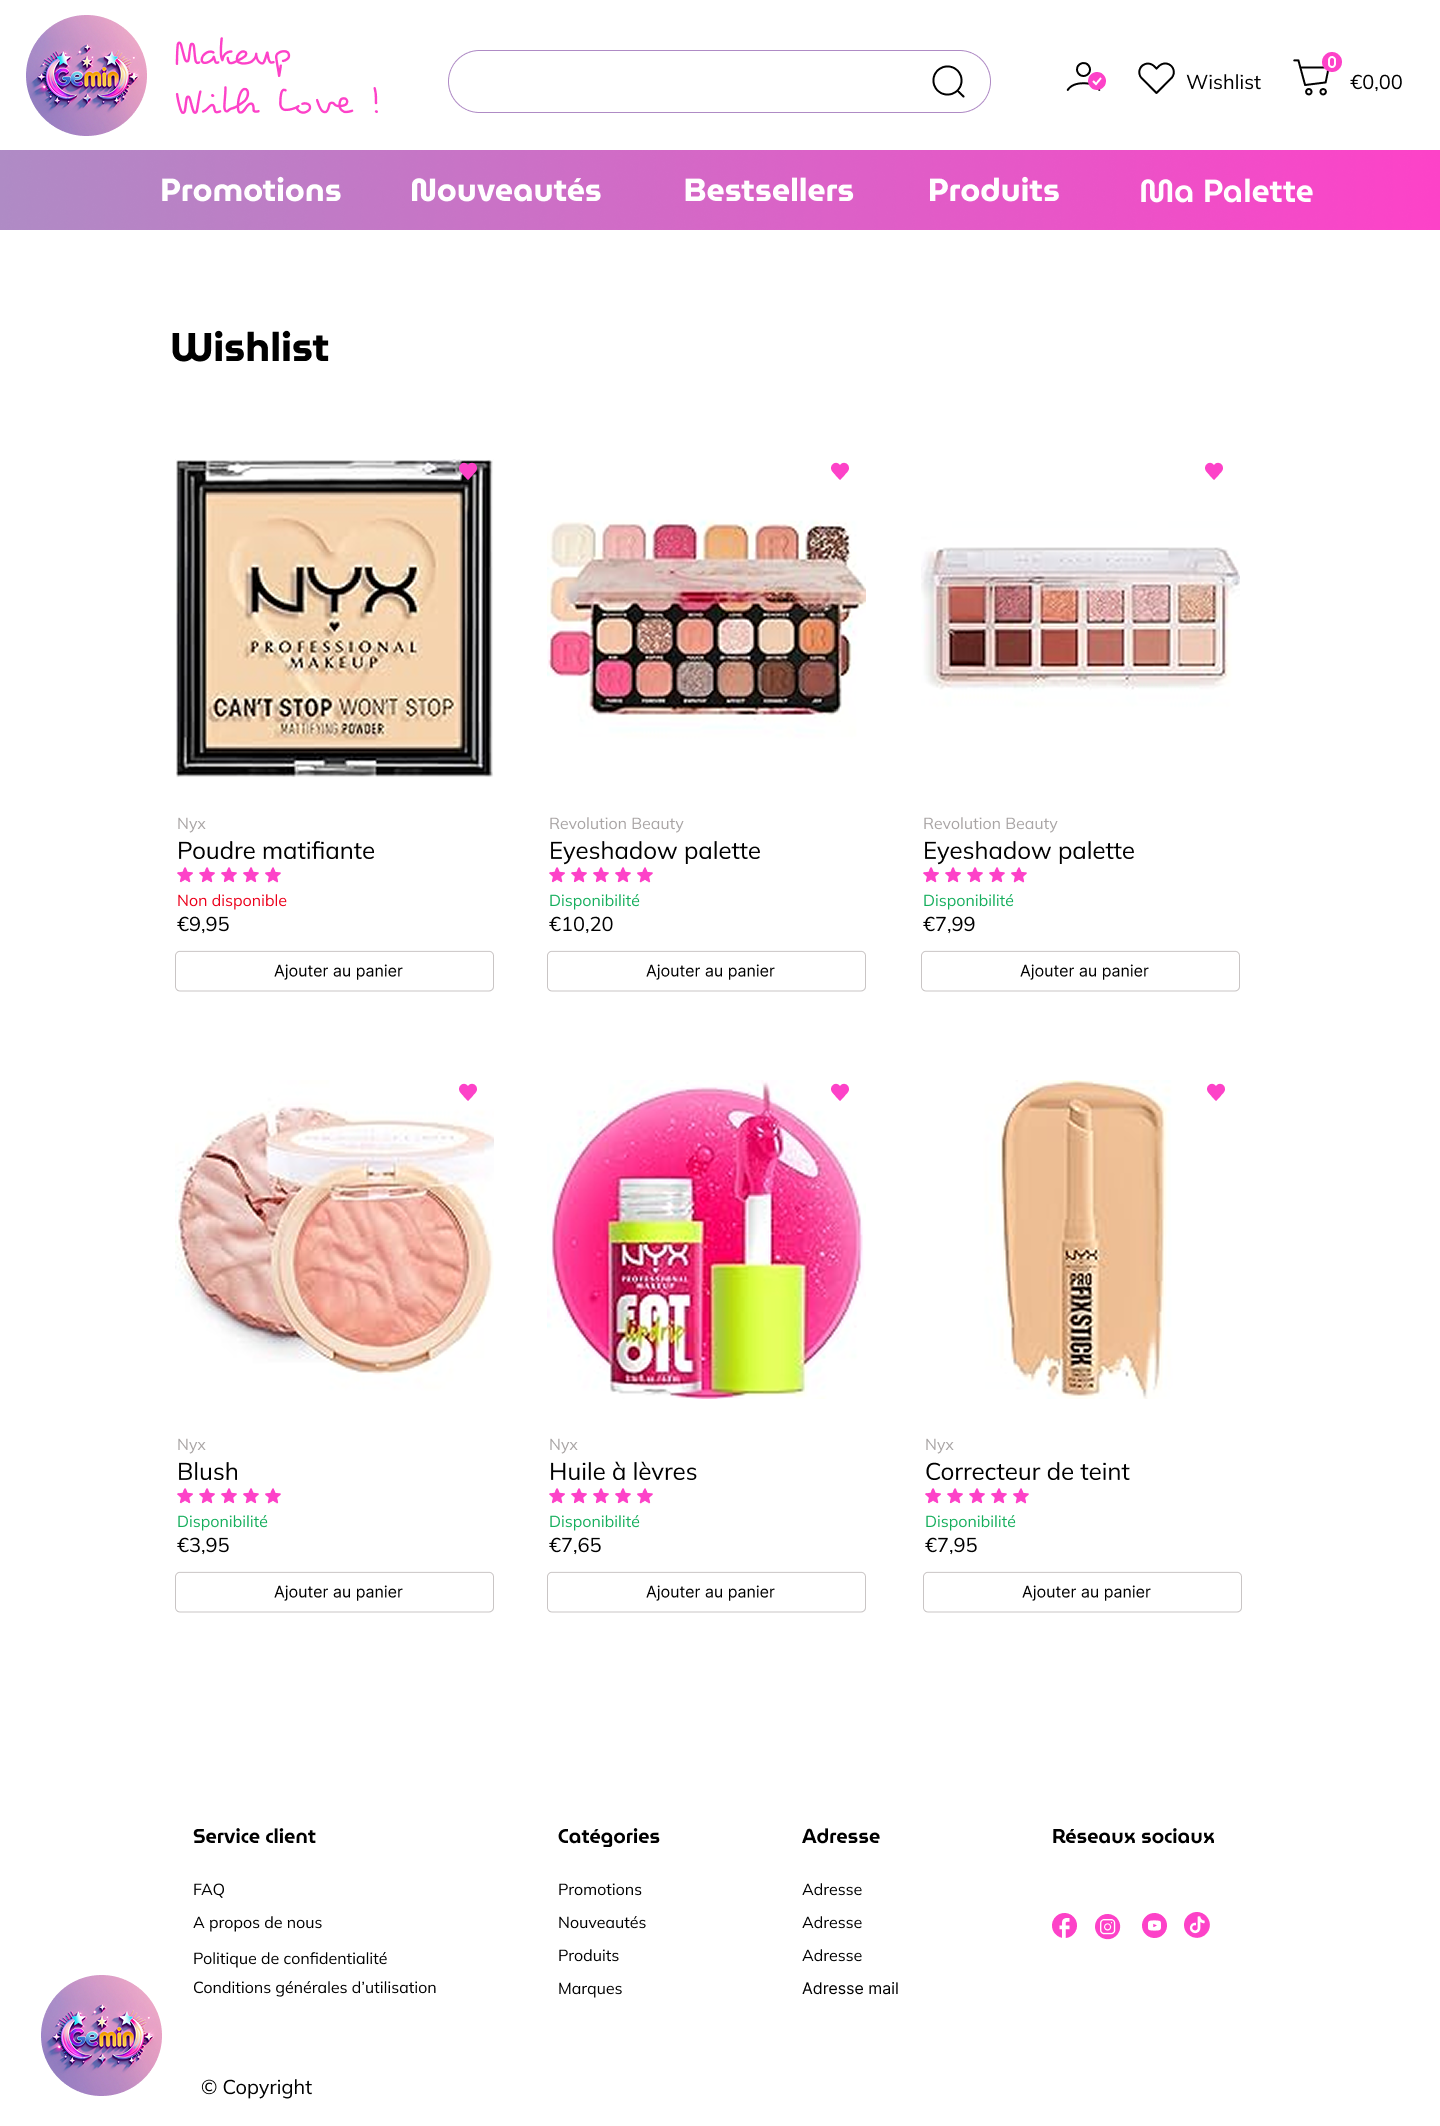 Gemin
Makeup
With Love !
Wishlist
0
€0,00
Promotions
Nouveautés
Bestsellers
Produits
Ma Palette
Wishlist
NYX
PROFESSIONAL
MAKEUP
CAN'T STOP WON'T STOP
MATTIFYING POWDER
Nyx
Poudre matifiante
Non disponible
€9,95
Ajouter au panier
Revolution Beauty
Eyeshadow palette
Disponibilité
€10,20
Ajouter au panier
Revolution Beauty
Eyeshadow palette
Disponibilité
€7,99
Ajouter au panier
Nyx
Blush
Disponibilité
€3,95
Ajouter au panier
NYX
PROFESSIONAL
MAKEUP
FAT
lip drip
OIL
Nyx
Huile à lèvres
Disponibilité
€7,65
Ajouter au panier
NYX
PRO
FIX STICK
Nyx
Correcteur de teint
Disponibilité
€7,95
Ajouter au panier
Service client
FAQ
A propos de nous
Politique de confidentialité
Conditions générales d’utilisation
Catégories
Promotions
Nouveautés
Produits
Marques
Adresse
Adresse
Adresse
Adresse
Adresse mail
Réseaux sociaux
Gemin
© Copyright